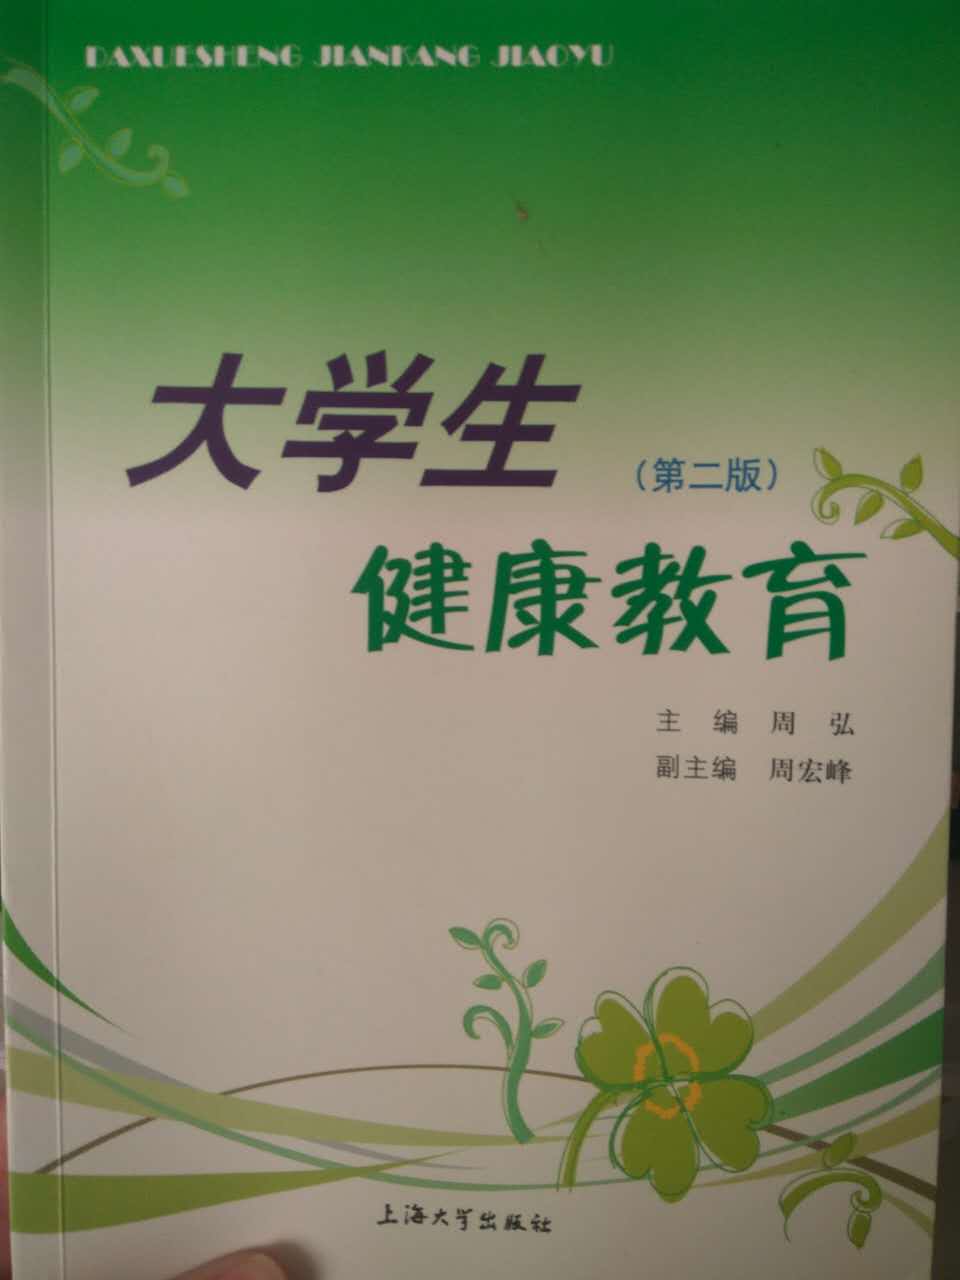 DAXUESHENG JIANKANG JIAOYU
大学生
（第二版）
健康教育
主 编 周 弘
副主编 周宏峰
上海大学出版社